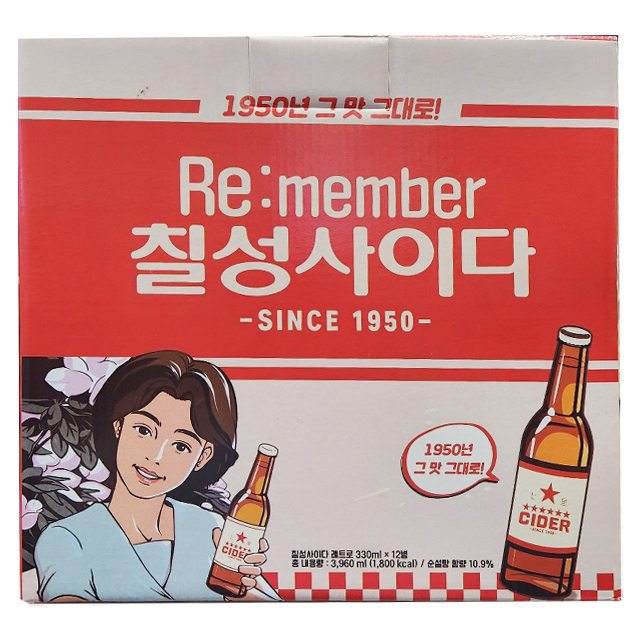 1950년 그 맛 그대로!
Re:member
칠성사이다
-SINCE 1950-
1950년
그 맛 그대로!
CIDER
-SINCE 1950-
CIDE
칠성사이다 레트로 330ml × 12병
총 내용량 : 3,960 ml (1,800 kcal) / 순설탕 함량 10.9%